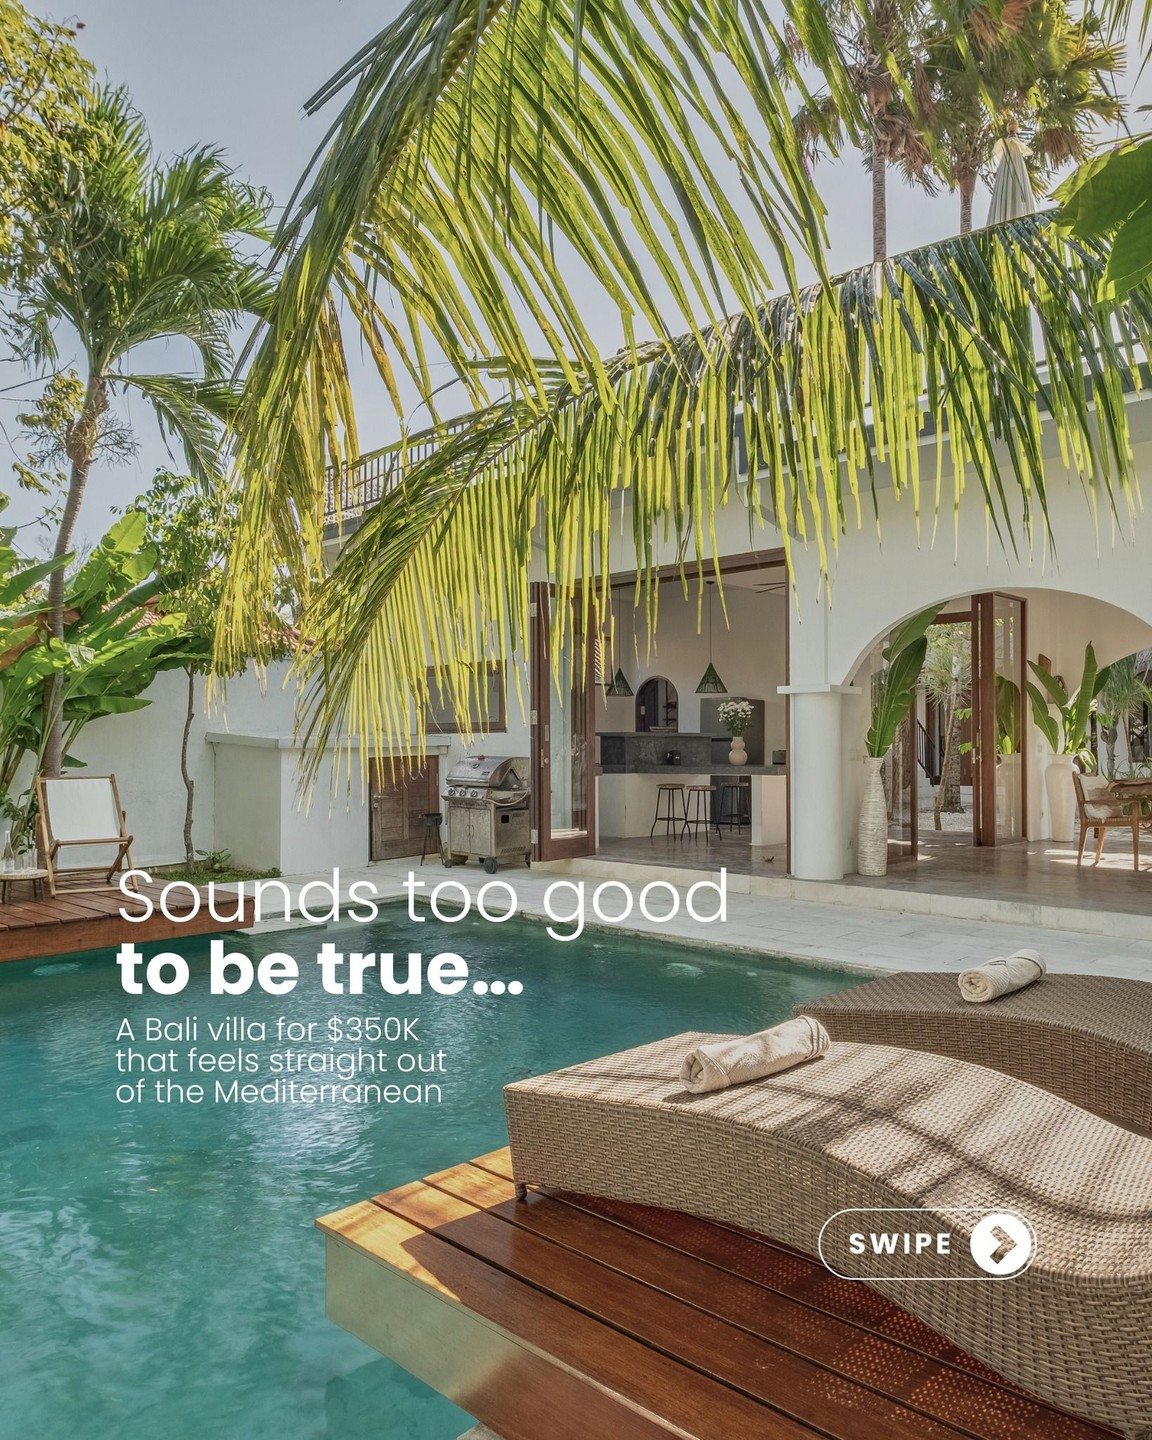 Sounds too good
to be true...
A Bali villa for $350K
that feels straight out
of the Mediterranean
SWIPE